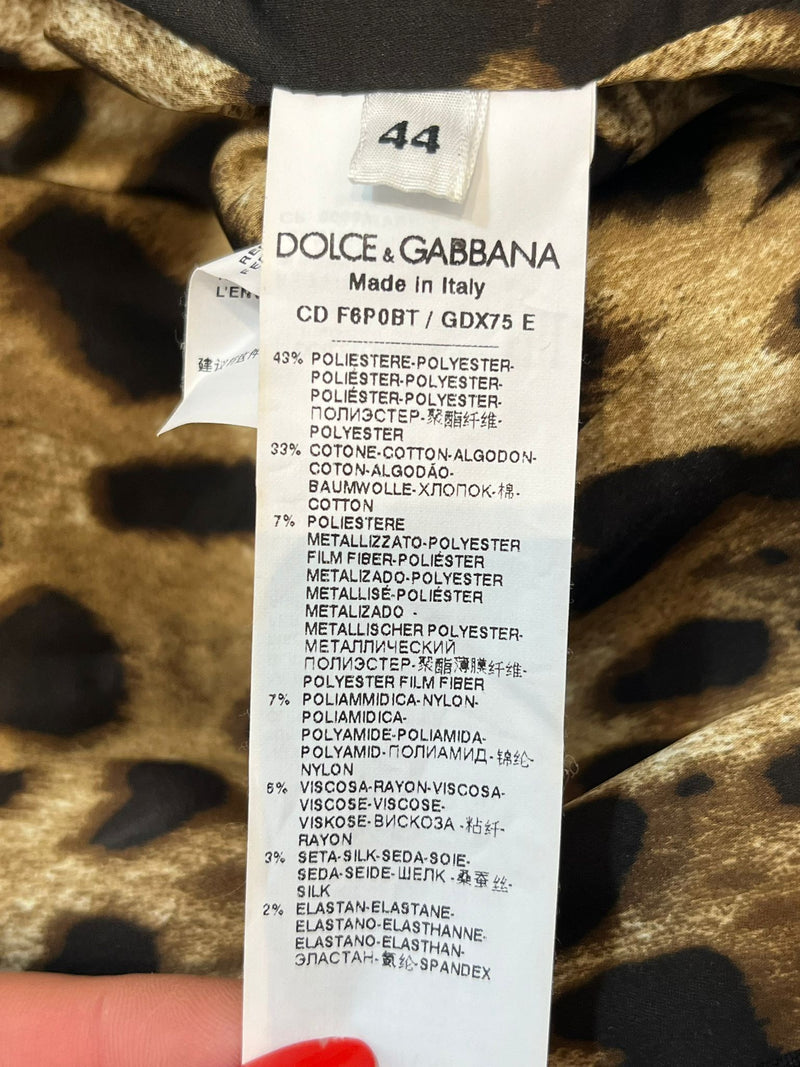 44
DOLCE & GABBANA
Made in Italy
CD F6P0BT / GDX75 E
L'EN
43% POLIESTERE-POLYESTER-
POLIÉSTER-POLYESTER-
POLIÉSTER-POLYESTER-
ПОЛИЭСТЕР-聚酯纤维-
POLYESTER
33% COTONE-COTTON-ALGODON-
COTON-ALGODÃO-
BAUMWOLLE-ХЛОПОК-棉-
COTTON
7% POLIESTERE
METALLIZZATO-POLYESTER
FILM FIBER-POLIÉSTER
METALIZADO-POLYESTER
METALLISÉ-POLIÉSTER
METALIZADO -
METALLISCHER POLYESTER-
МЕТАЛЛИЧЕСКИЙ
ПОЛИЭСТЕР-聚酯薄膜纤维-
POLYESTER FILM FIBER
7% POLIAMMIDICA-NYLON-
POLIAMIDICA-
POLYAMIDE-POLIAMIDA-
POLYAMID-ПОЛИАМИД-锦纶-
NYLON
5% VISCOSA-RAYON-VISCOSA-
VISCOSE-VISCOSE-
VISKOSE-ВИСКОЗА -粘纤-
RAYON
3% SETA-SILK-SEDA-SOIE-
SEDA-SEIDE-ШЕЛК -桑蚕丝-
SILK
2% ELASTAN-ELASTANE-
ELASTANO-ELASTHANNE-
ELASTANO-ELASTHAN-
ЭЛАСТАН-氨纶-SPANDEX